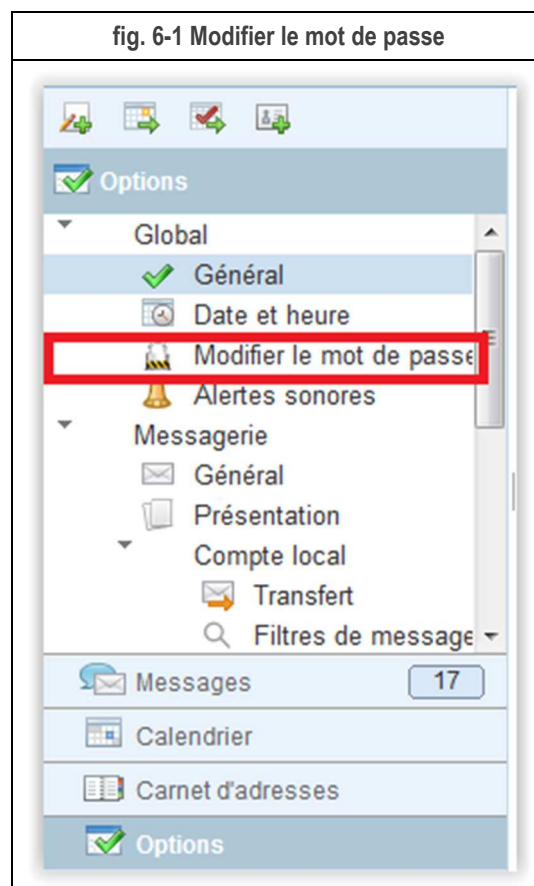 fig. 6-1 Modifier le mot de passe
Options
Global
Général
Date et heure
Modifier le mot de passe
Alertes sonores
Messagerie
Général
Présentation
Compte local
Transfert
Filtres de message
Messages 17
Calendrier
Carnet d'adresses
Options